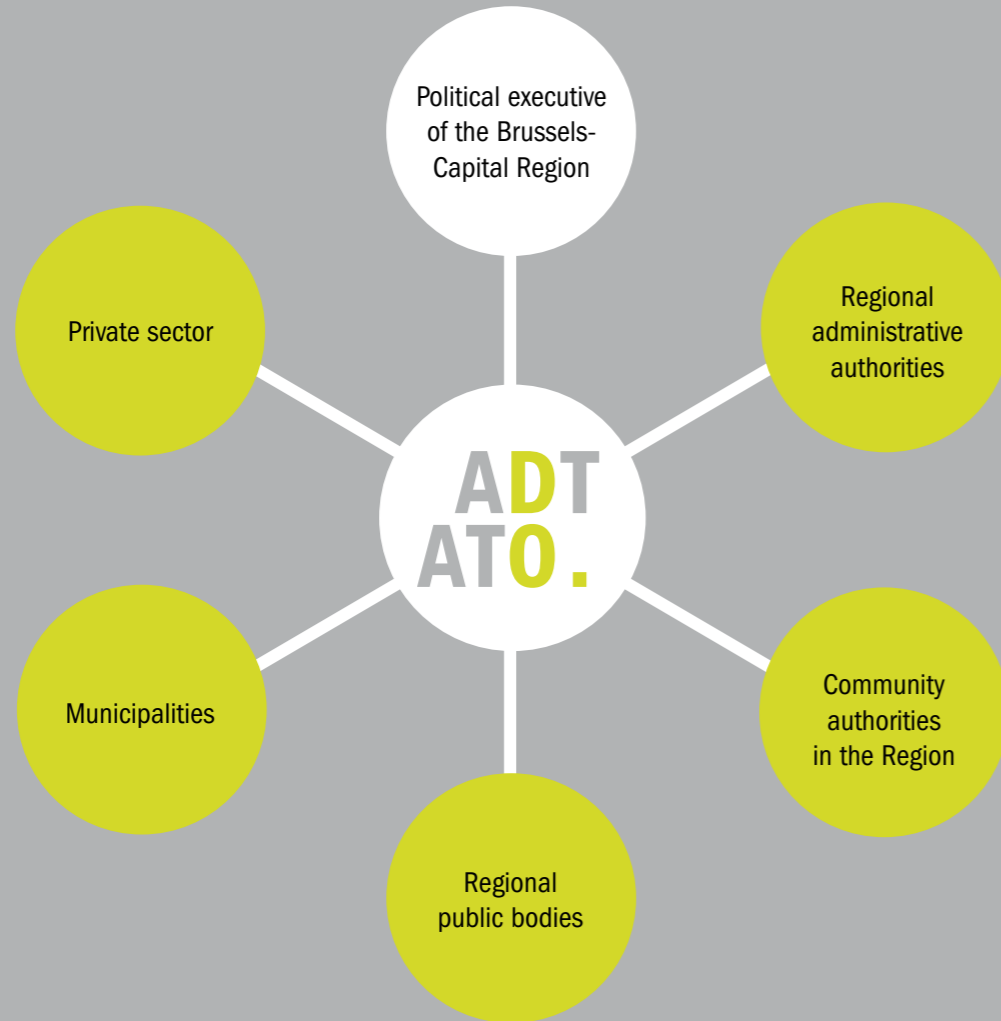 Political executive
of the Brussels-
Capital Region
Private sector
Regional
administrative
authorities
ADT
ATO.
Municipalities
Community
authorities
in the Region
Regional
public bodies